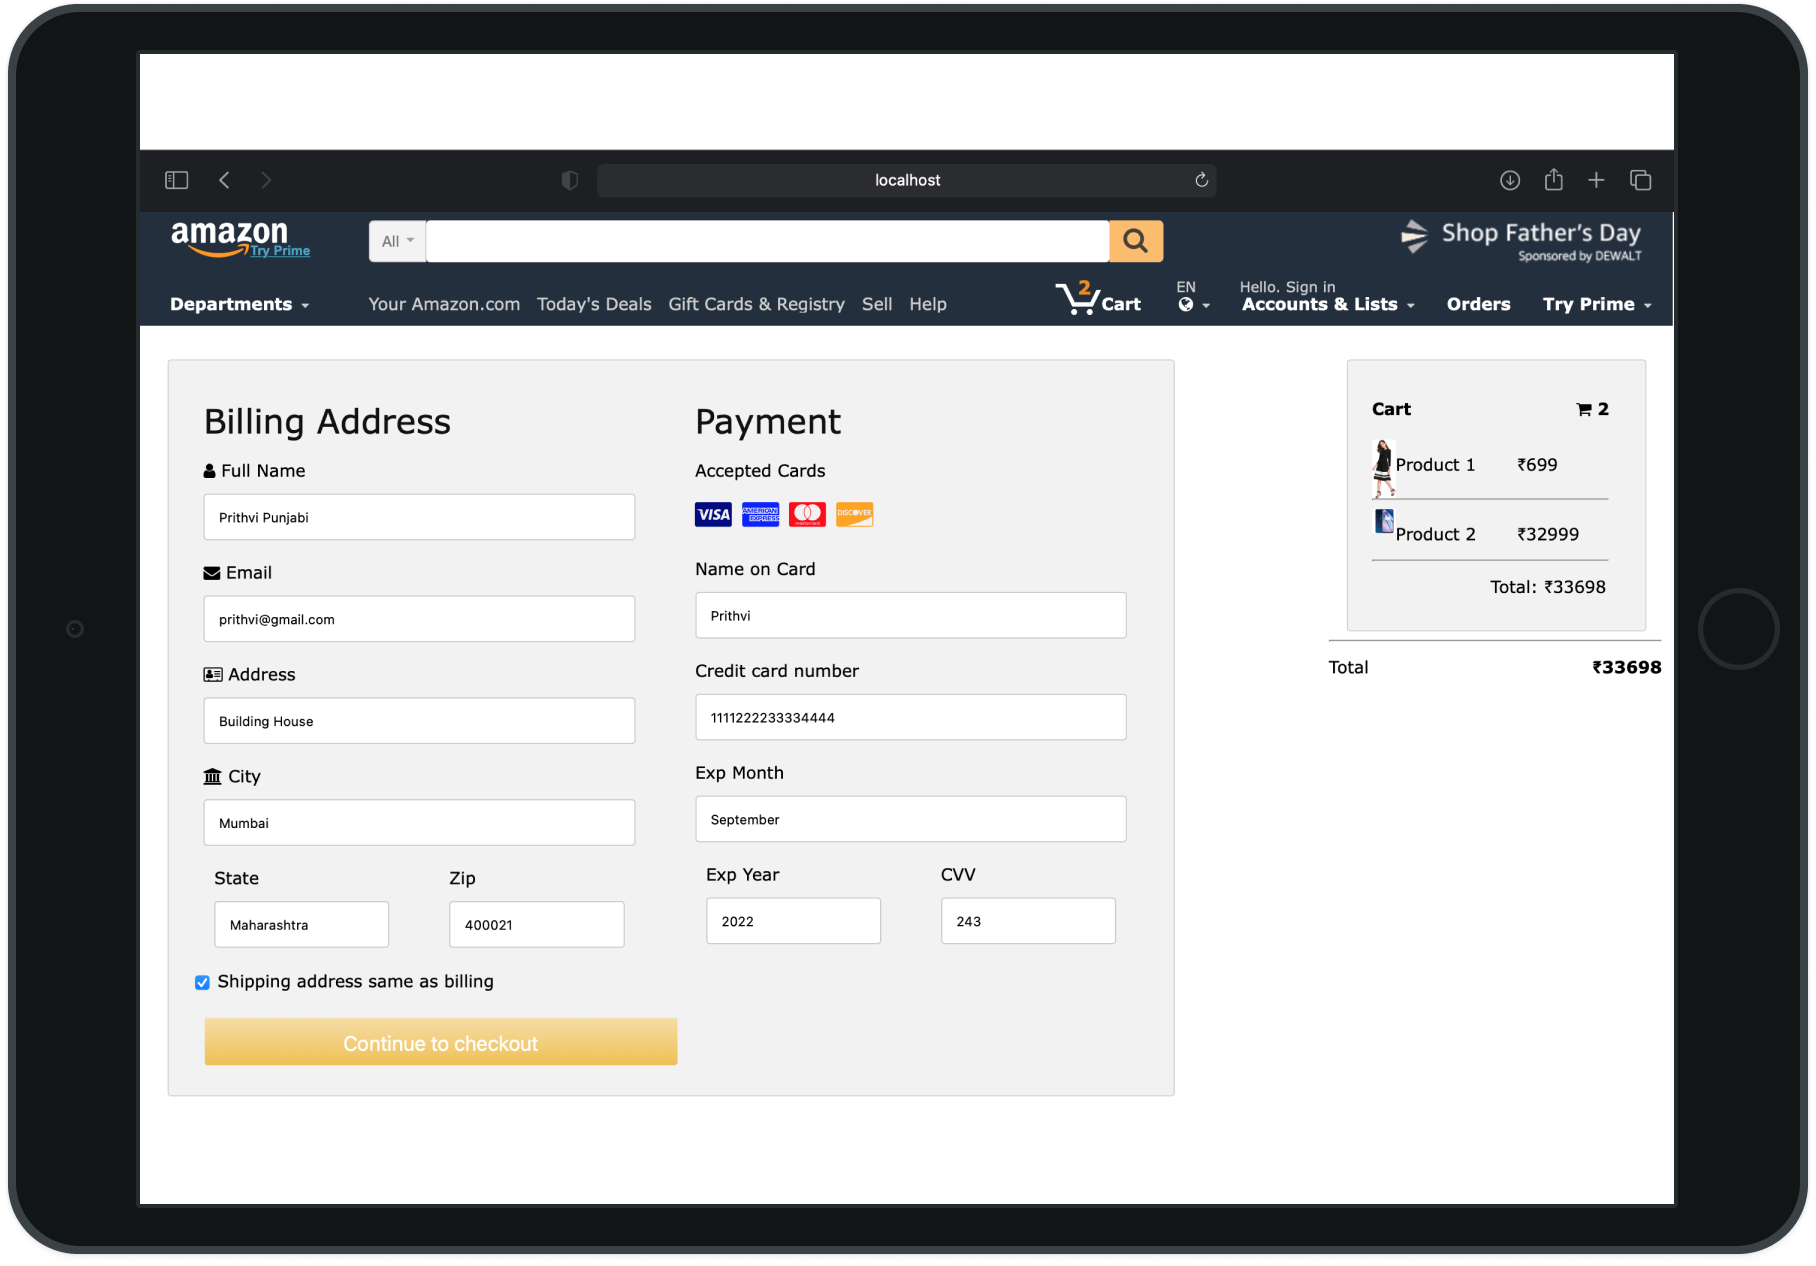 localhost
amazon
Try Prime
All
Shop Father's Day
Sponsored by DEWALT
Departments
Your Amazon.com Today's Deals Gift Cards & Registry Sell Help
2
Cart
EN
Hello. Sign in
Accounts & Lists
Orders
Try Prime
Billing Address
Full Name
Prithvi Punjabi
Email
prithvi@gmail.com
Address
Building House
City
Mumbai
State Zip
Maharashtra 400021
Shipping address same as billing
Continue to checkout
Payment
Accepted Cards
VISA AMERICAN EXPRESS mastercard DISCOVER
Name on Card
Prithvi
Credit card number
1111222233334444
Exp Month
September
Exp Year CVV
2022 243
Cart 2
Product 1 ₹699
Product 2 ₹32999
Total: ₹33698
Total ₹33698